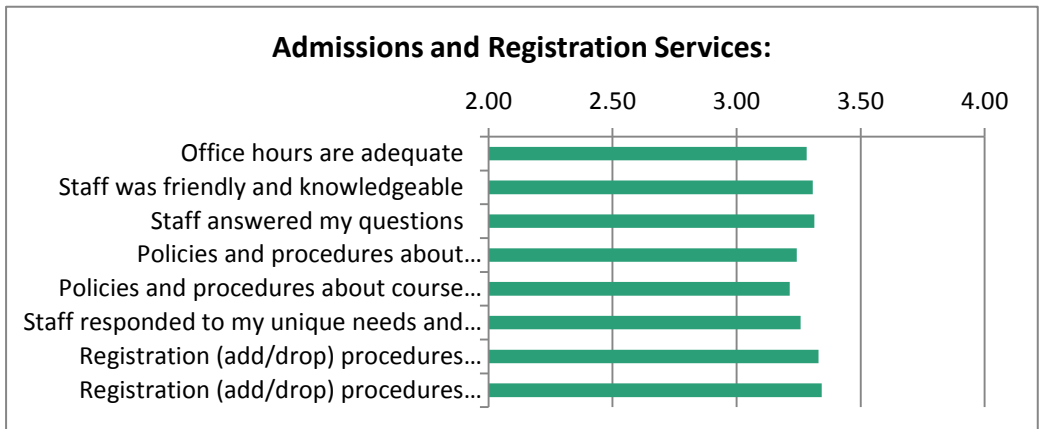 Admissions and Registration Services:
2.00 2.50 3.00 3.50 4.00
Office hours are adequate
Staff was friendly and knowledgeable
Staff answered my questions
Policies and procedures about...
Policies and procedures about course...
Staff responded to my unique needs and...
Registration (add/drop) procedures...
Registration (add/drop) procedures...